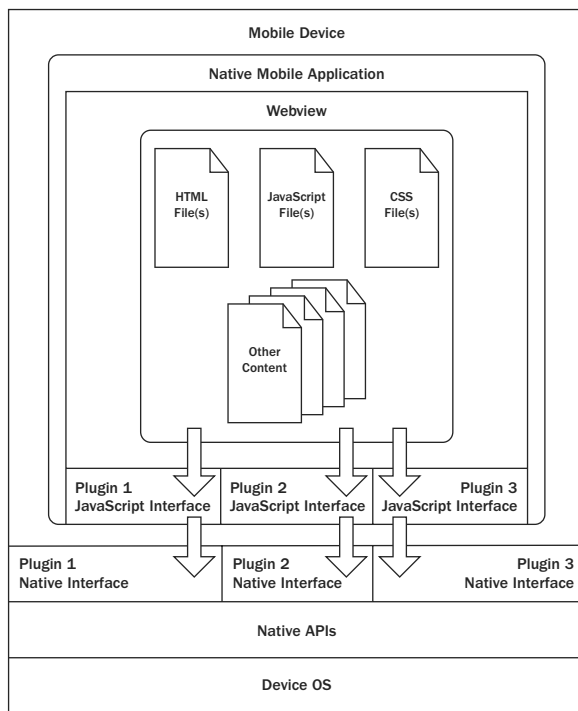 Mobile Device
Native Mobile Application
Webview
HTML
File(s)
JavaScript
File(s)
CSS
File(s)
Other
Content
Plugin 1
JavaScript Interface
Plugin 2
JavaScript Interface
Plugin 3
JavaScript Interface
Plugin 1
Native Interface
Plugin 2
Native Interface
Plugin 3
Native Interface
Native APIs
Device OS